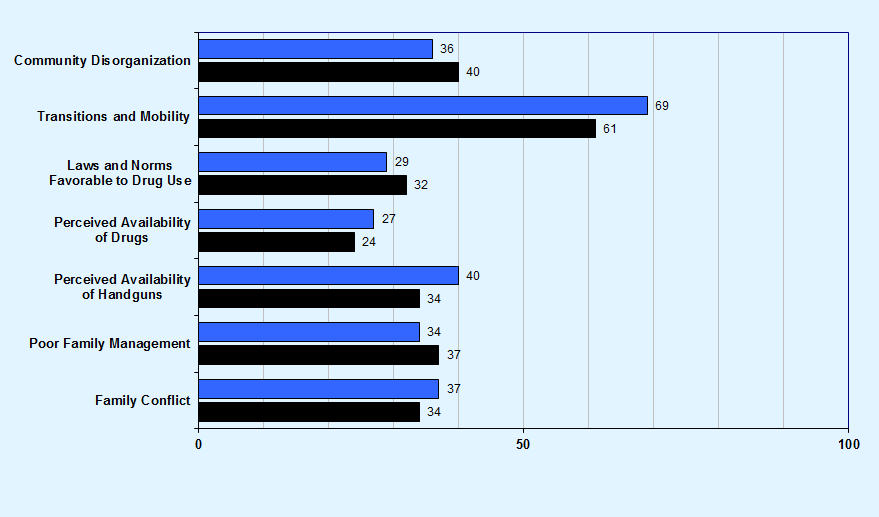 Community Disorganization
36
40
Transitions and Mobility
69
61
Laws and Norms
Favorable to Drug Use
29
32
Perceived Availability
of Drugs
27
24
Perceived Availability
of Handguns
40
34
Poor Family Management
34
37
Family Conflict
37
34
0 50 100